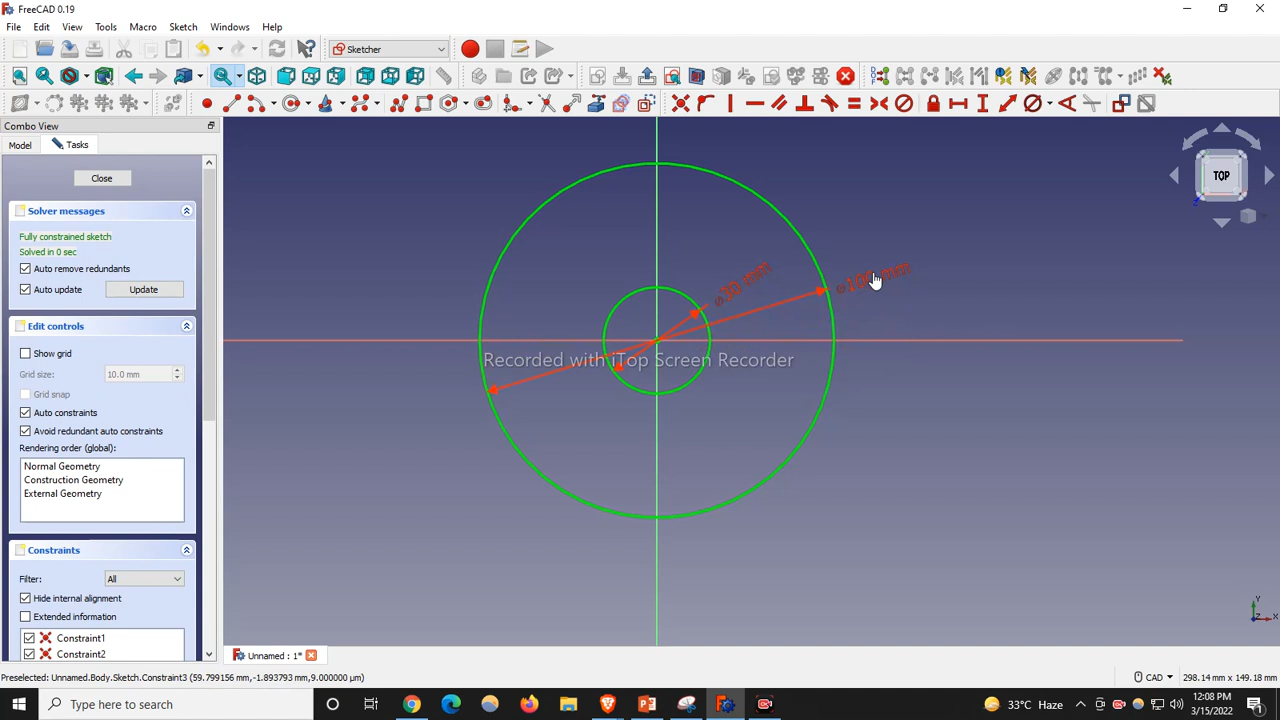 FreeCAD 0.19
File Edit View Tools Macro Sketch Windows Help
Sketcher
Combo View
Model Tasks
Close
Solver messages
Fully constrained sketch
Solved in 0 sec
Auto remove redundants
Auto update Update
Edit controls
Show grid
Grid size: 10.0 mm
Grid snap
Auto constraints
Avoid redundant auto constraints
Rendering order (global):
Normal Geometry
Construction Geometry
External Geometry
Constraints
Filter: All
Hide internal alignment
Extended information
Constraint1
Constraint2
TOP
⌀30 mm
⌀100 mm
Recorded with iTop Screen Recorder
Y
Z X
Unnamed : 1*
Preselected: Unnamed.Body.Sketch.Constraint3 (59.799156 mm,-1.893793 mm,9.000000 µm)
CAD 298.14 mm x 149.18 mm
Type here to search
33°C Haze
12:08 PM
3/15/2022